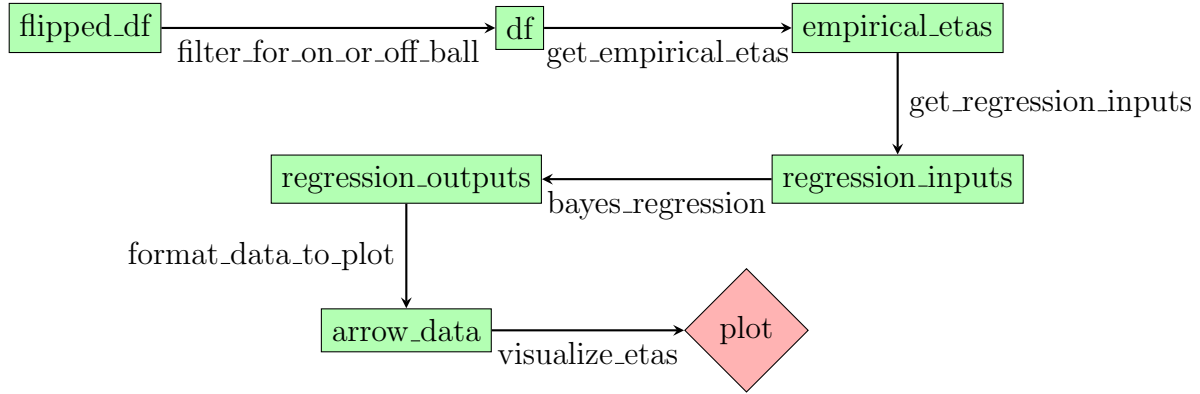 flipped_df
df
empirical_etas
filter_for_on_or_off_ball
get_empirical_etas
get_regression_inputs
regression_outputs
regression_inputs
bayes_regression
format_data_to_plot
arrow_data
plot
visualize_etas